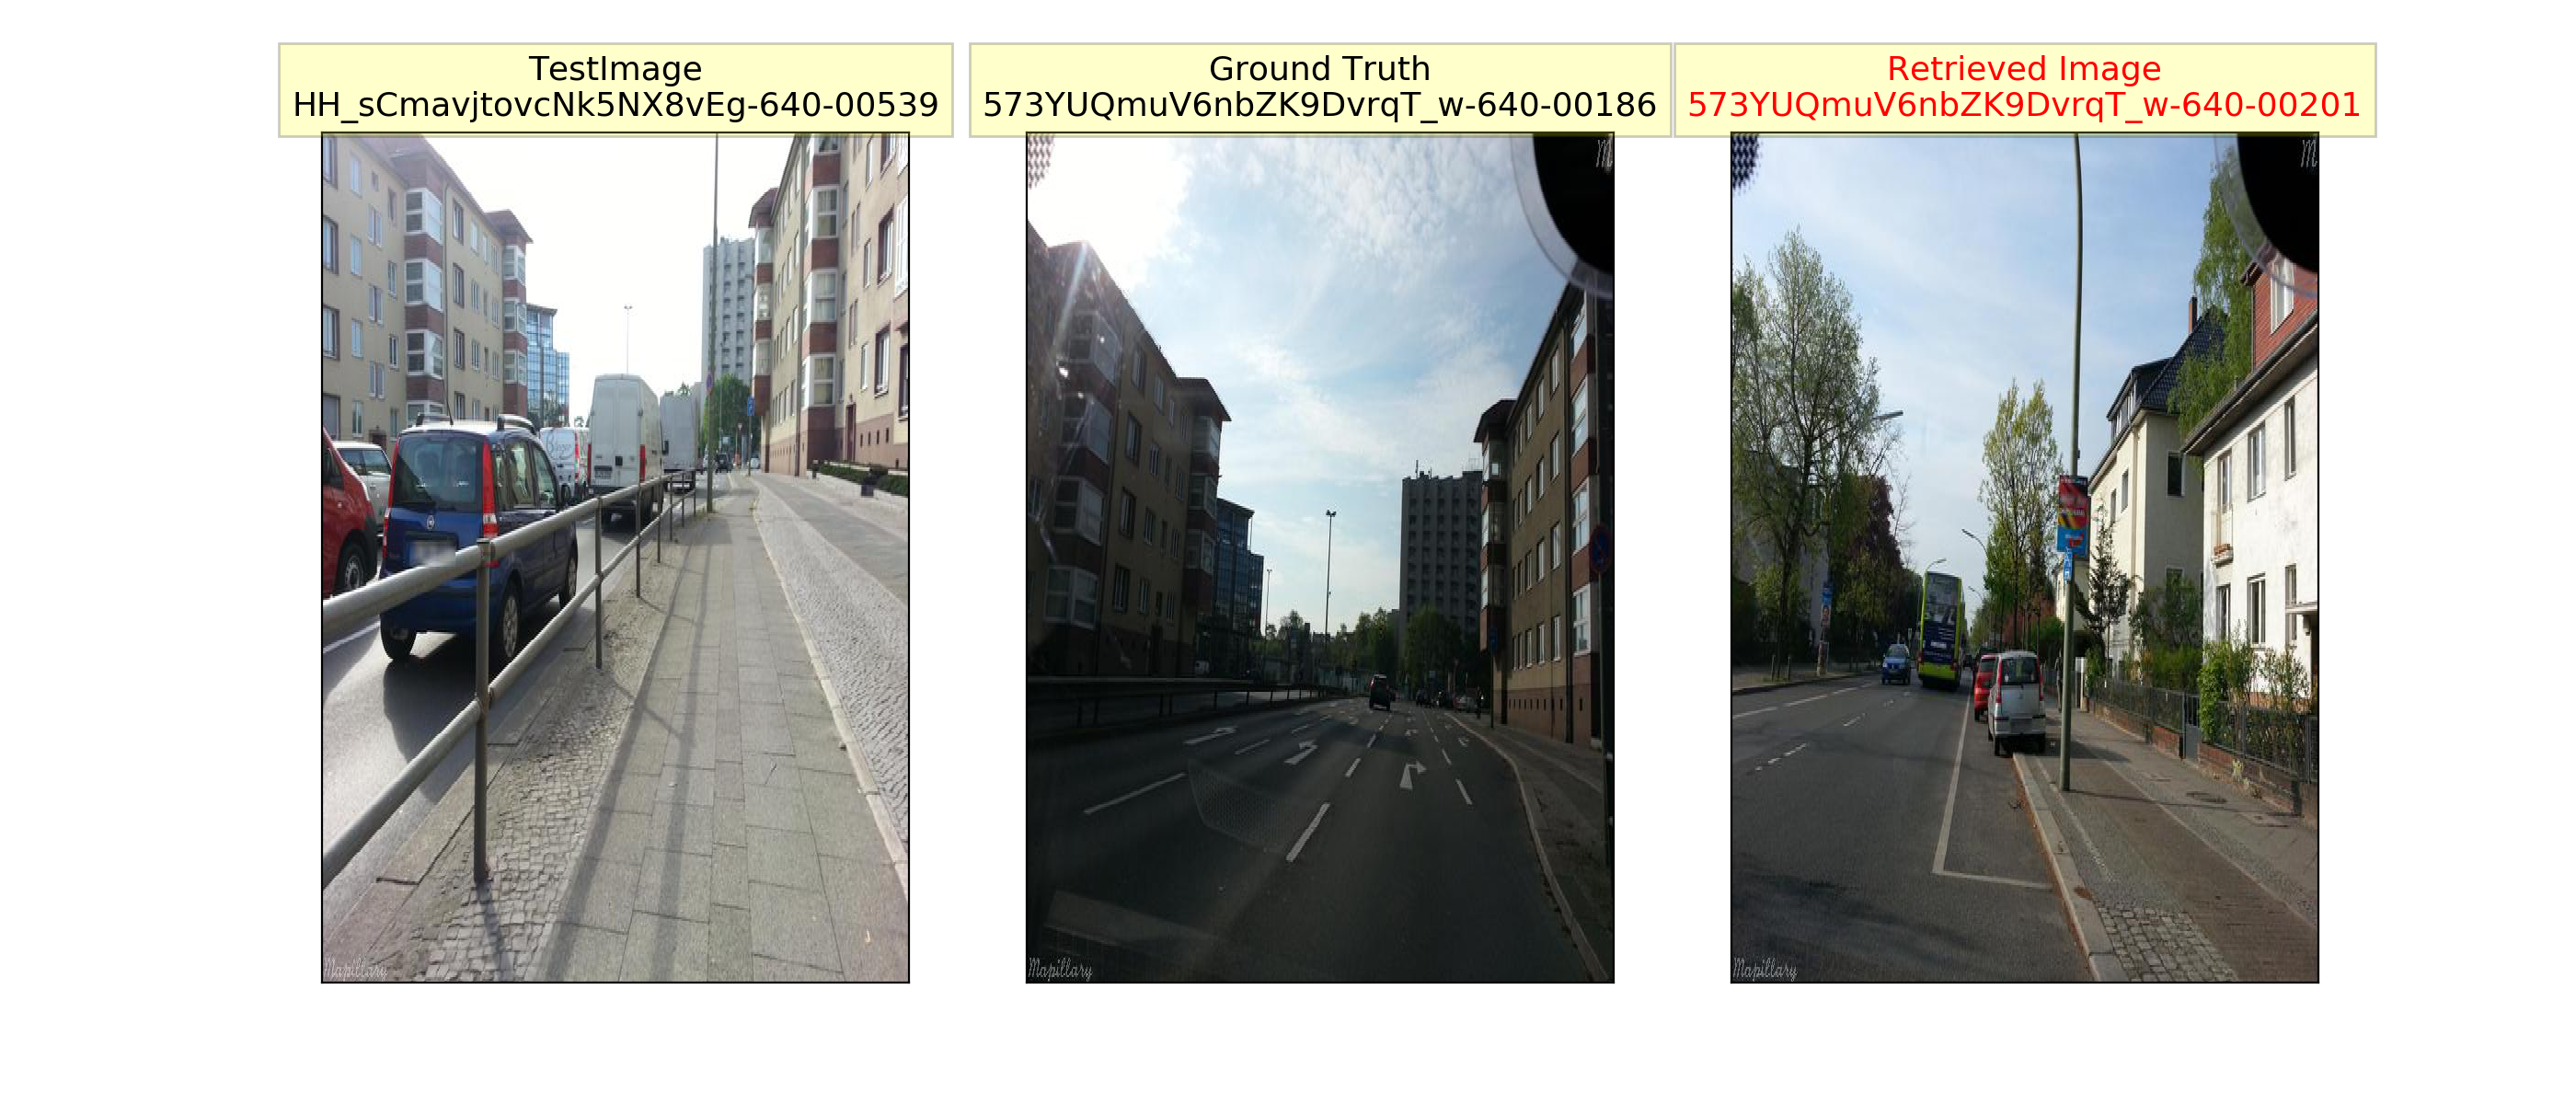 TestImage
HH_sCmavjtovcNk5NX8vEg-640-00539
Ground Truth
573YUQmuV6nbZK9DvrqT_w-640-00186
Retrieved Image
573YUQmuV6nbZK9DvrqT_w-640-00201
Mapillary
Mapillary
Mapillary